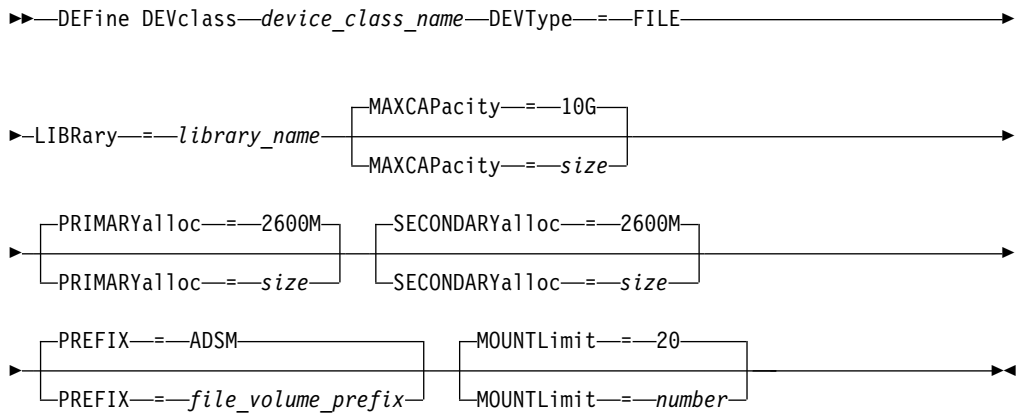 DEFine DEVclass device_class_name DEVType = FILE
MAXCAPacity = 10G
LIBRary = library_name
MAXCAPacity = size
PRIMARYalloc = 2600M SECONDARYalloc = 2600M
PRIMARYalloc = size SECONDARYalloc = size
PREFIX = ADSM MOUNTLimit = 20
PREFIX = file_volume_prefix MOUNTLimit = number